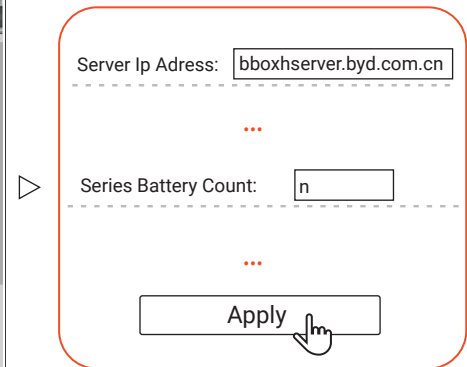 Server Ip Adress: bboxhserver.byd.com.cn
...
Series Battery Count: n
...
Apply